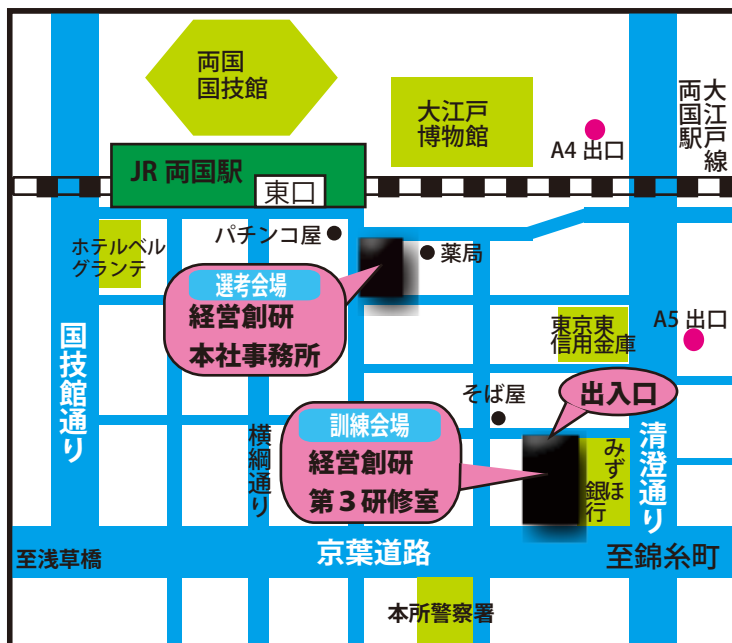 両国
国技館
大江戸
博物館
A4 出口
大江戸線
両国駅
JR 両国駅
東口
パチンコ屋
薬局
ホテルベル
グランテ
選考会場
経営創研
本社事務所
東京東
信用金庫
A5 出口
国技館通り
出入口
そば屋
訓練会場
経営創研
第３研修室
横綱通り
みずほ
銀行
清澄通り
至浅草橋
京葉道路
至錦糸町
本所警察署